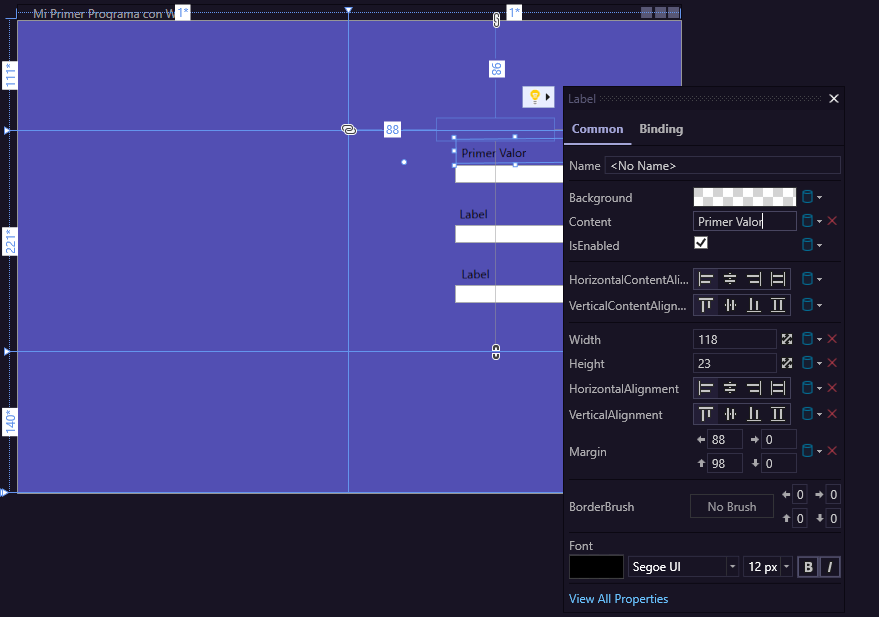 Mi Primer Programa con W
1*
1*
111*
98
Label
88
Common Binding
Primer Valor
Name <No Name>
Background
Label
Content Primer Valor
221*
IsEnabled
Label
HorizontalContentAli...
VerticalContentAlign...
Width 118
Height 23
HorizontalAlignment
140*
VerticalAlignment
88 0
Margin
98 0
0 0
BorderBrush No Brush
0 0
Font
Segoe UI 12 px B I
View All Properties